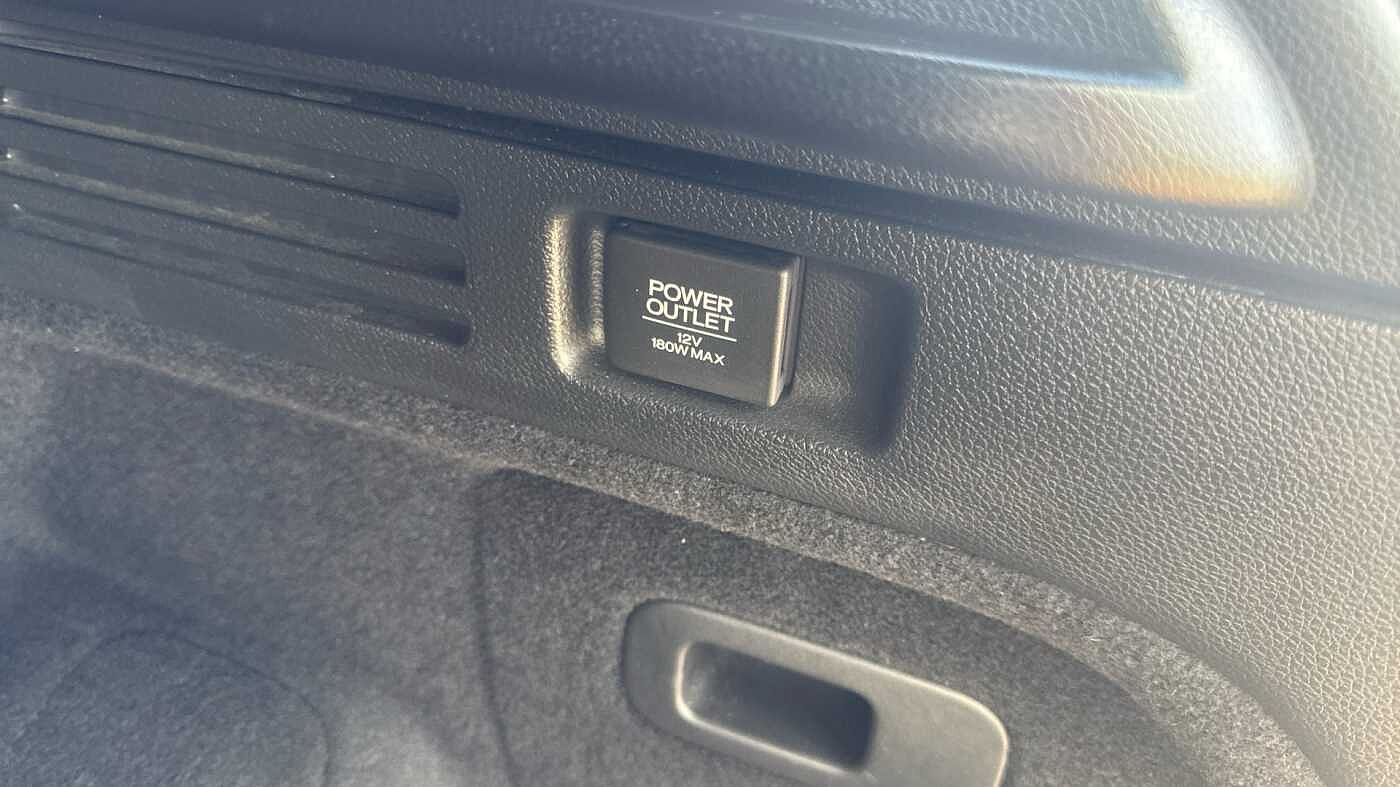 POWER
OUTLET
12V
180W MAX